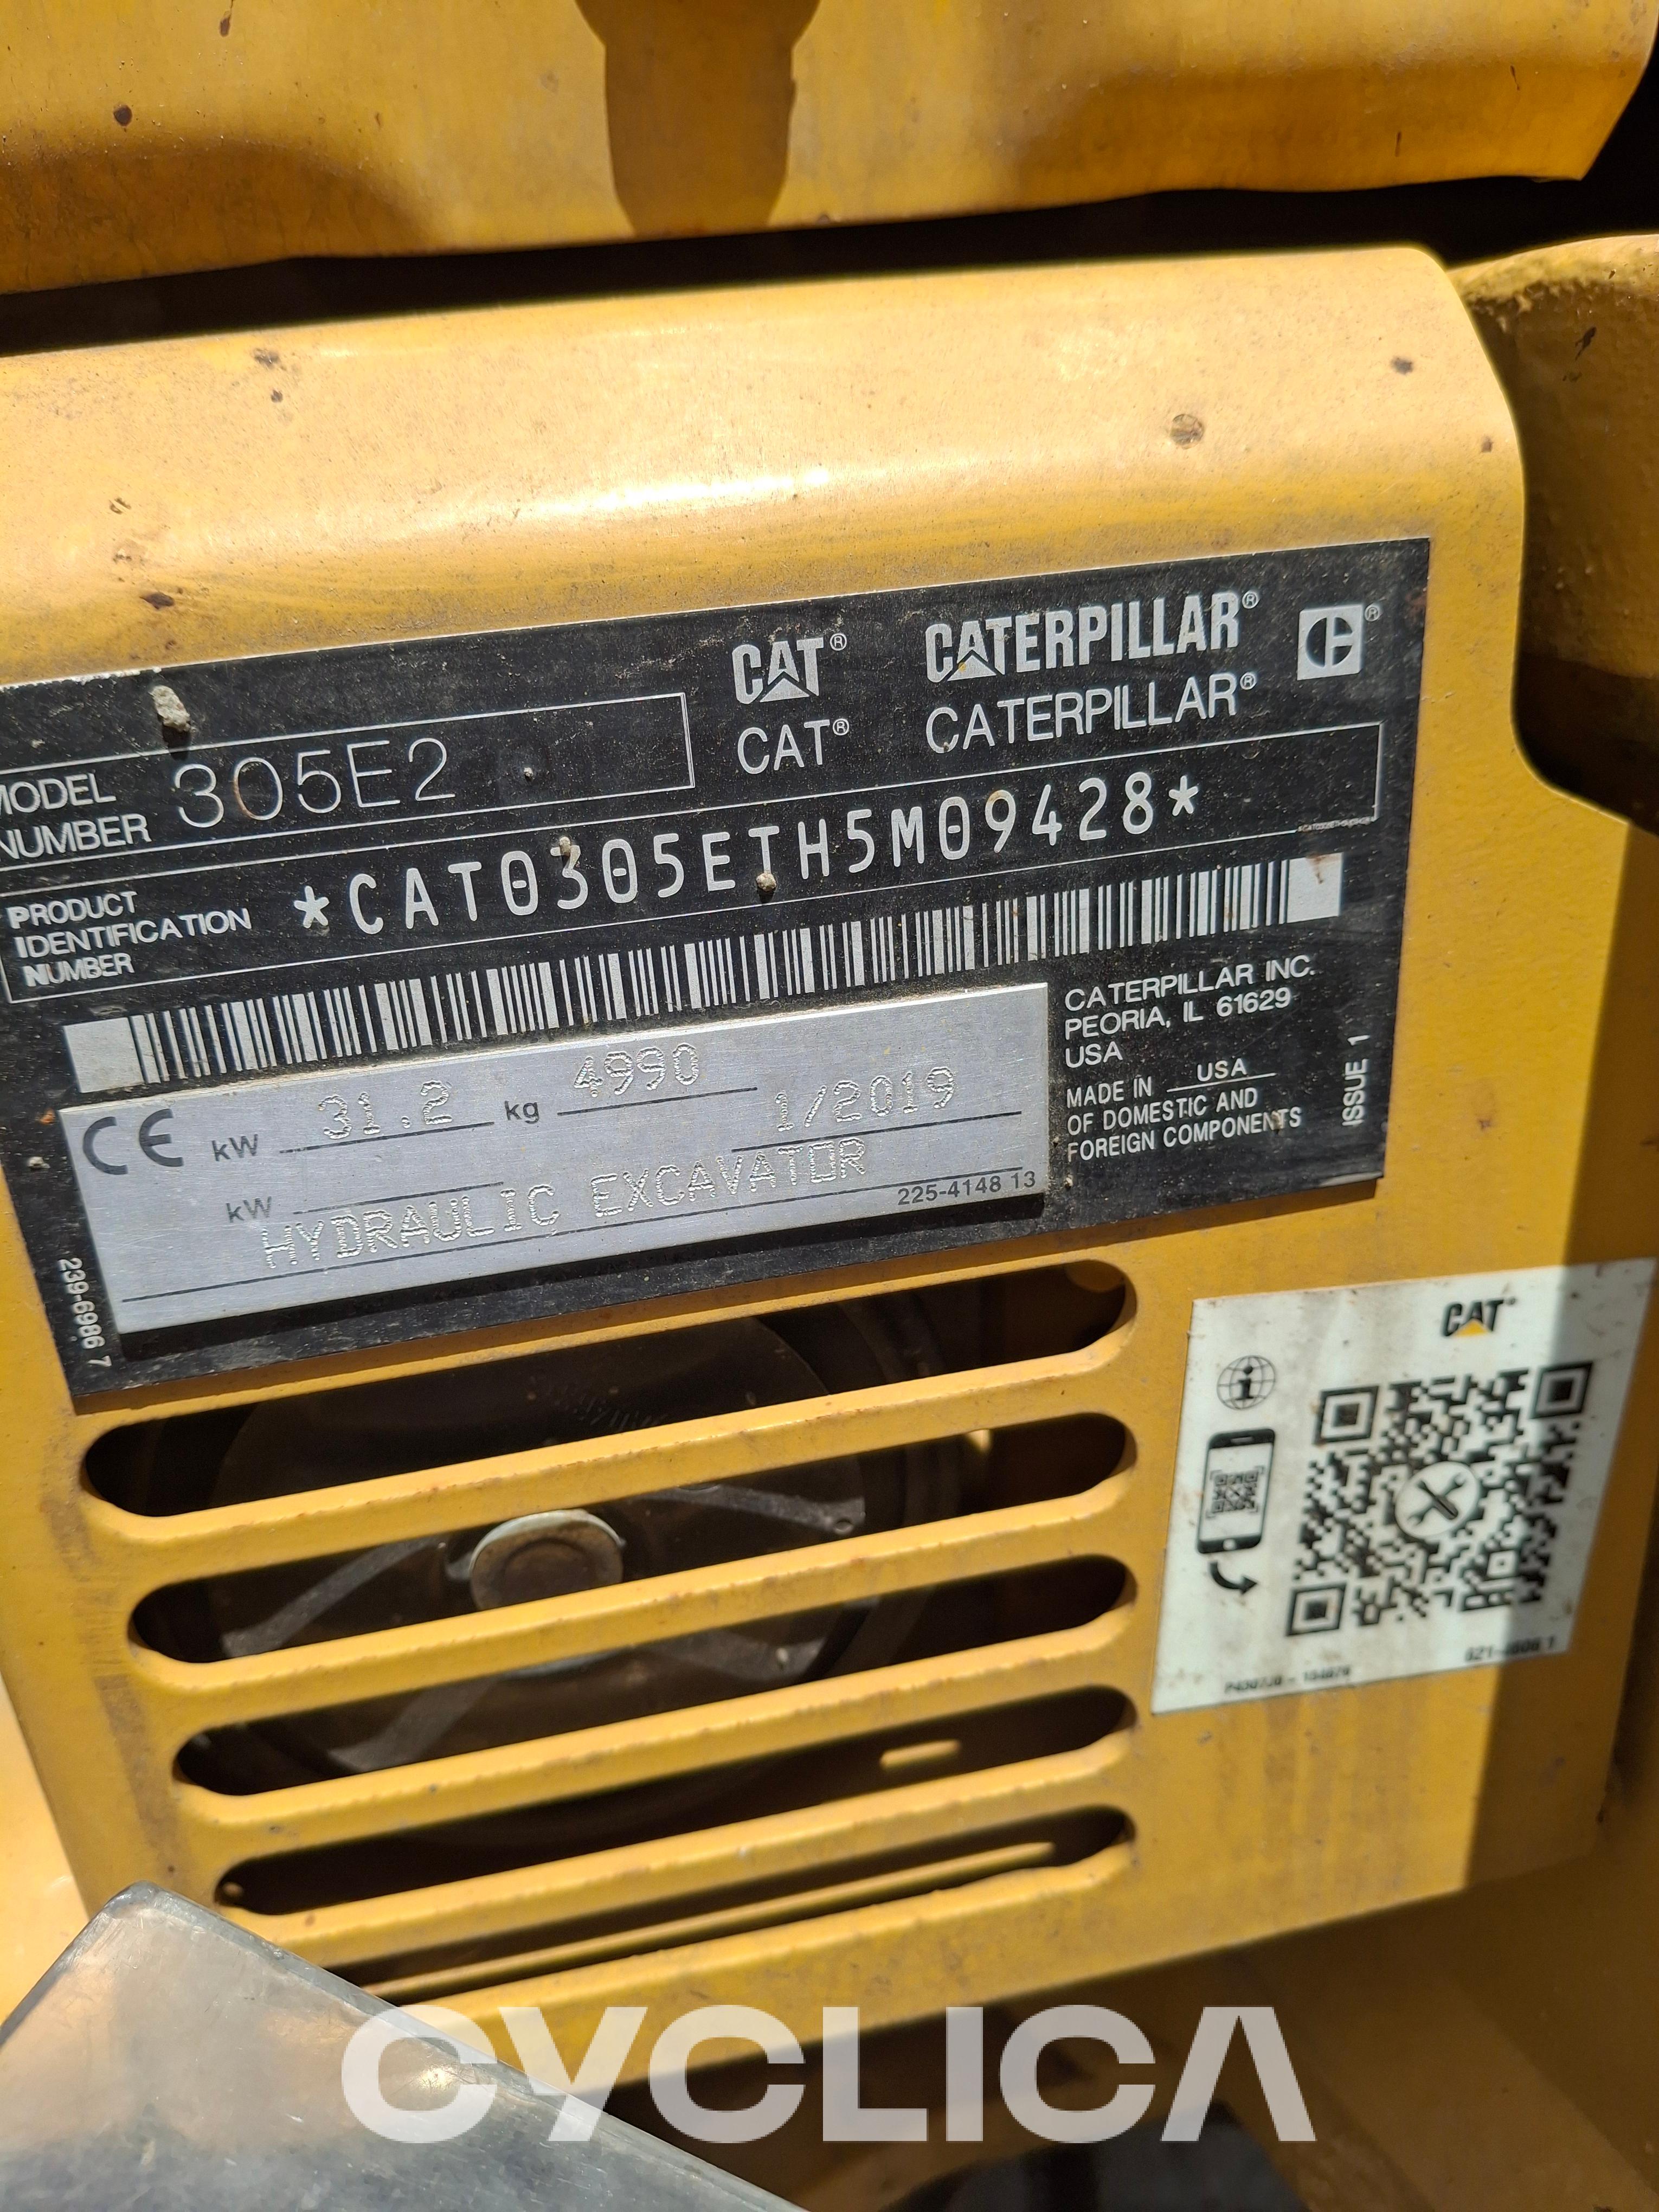 CAT® CATERPILLAR®
CAT® CATERPILLAR®
MODEL NUMBER 305E2
PRODUCT IDENTIFICATION NUMBER *CAT0305ETH5M09428*
CATERPILLAR INC.
PEORIA, IL 61629
USA
MADE IN USA
OF DOMESTIC AND
FOREIGN COMPONENTS
ISSUE 1
CE kW 31.2 kg 4990
1/2019
kW
HYDRAULIC EXCAVATOR
225-4148 13
239-6986 7
CAT
CYCLICA